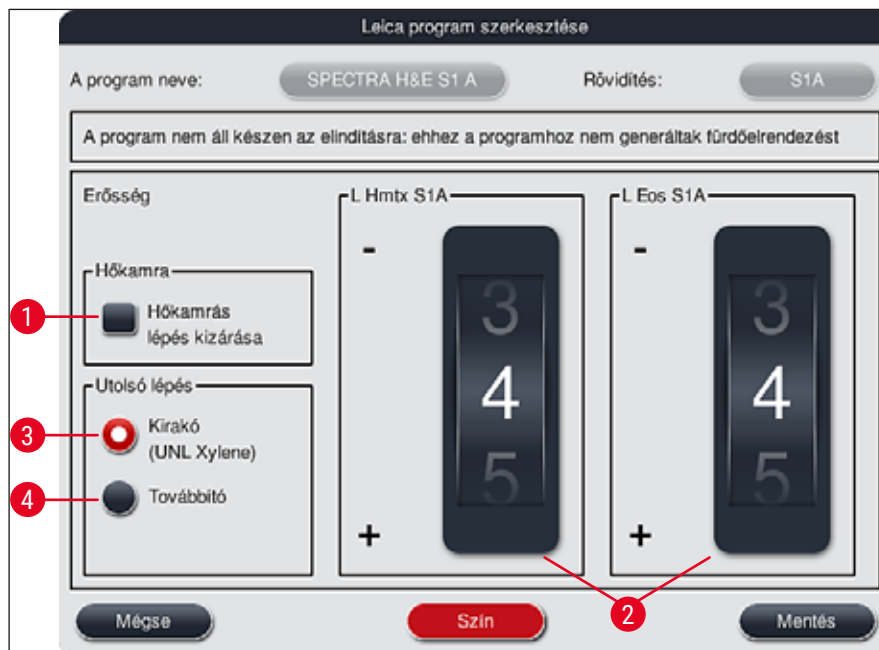 Leica program szerkesztése
A program neve: SPECTRA H&E S1 A Rövidítés: S1A
A program nem áll készen az elindításra: ehhez a programhoz nem generáltak fürdőelrendezést
Erősség
Hőkamra
1 Hőkamrás
lépés kizárása
Utolsó lépés
3 Kirakó
(UNL Xylene)
4 Továbbító
L Hmtx S1A
-
3
4
5
+
L Eos S1A
-
3
4
5
+
2
Mégse Szín Mentés